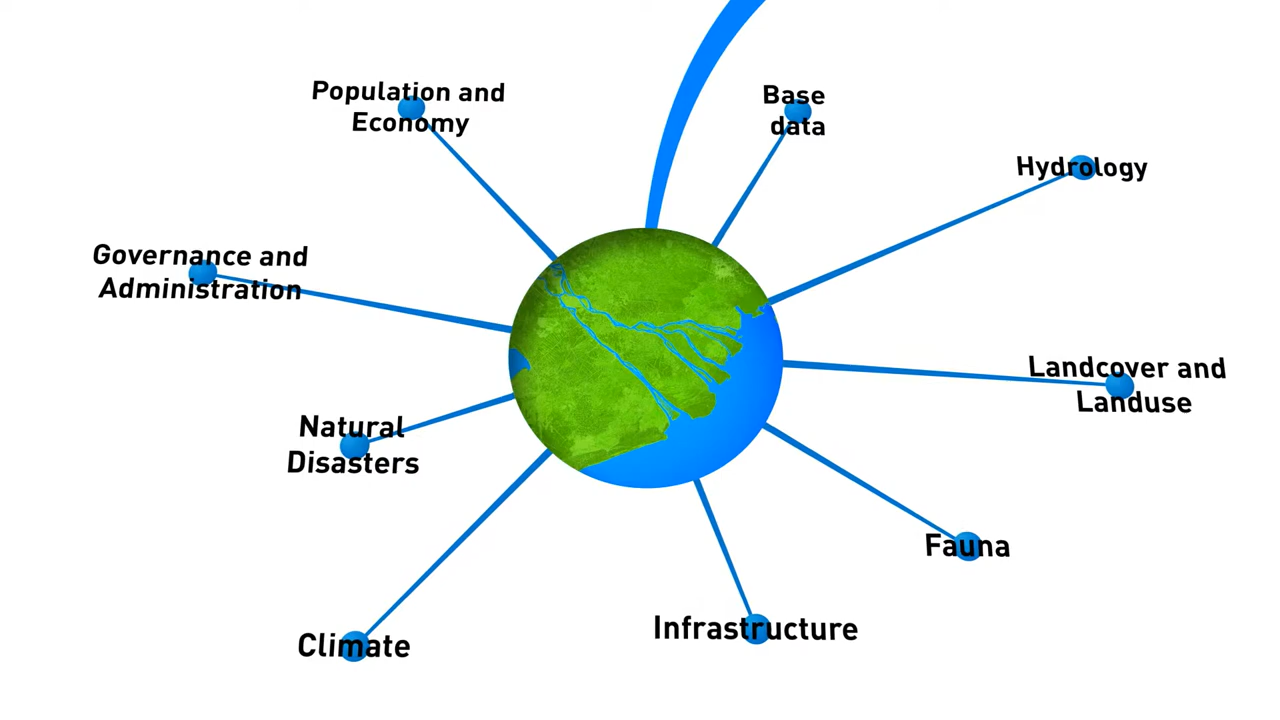 Population and
Economy
Base
data
Hydrology
Governance and
Administration
Landcover and
Landuse
Natural
Disasters
Fauna
Infrastructure
Climate